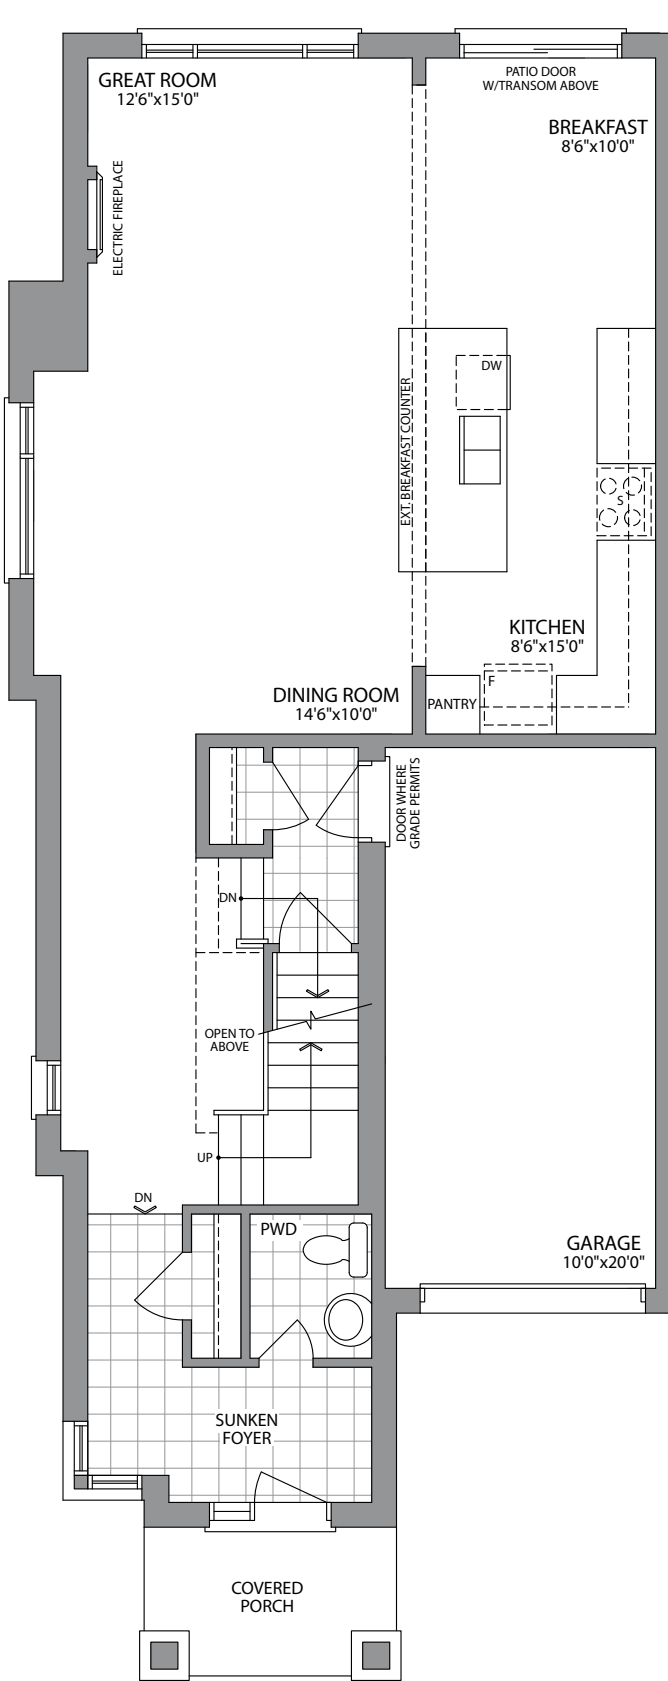 GREAT ROOM
12'6"x15'0"
PATIO DOOR
W/TRANSOM ABOVE
BREAKFAST
8'6"x10'0"
ELECTRIC FIREPLACE
DW
EXT. BREAKFAST COUNTER
S
KITCHEN
8'6"x15'0"
F
PANTRY
DINING ROOM
14'6"x10'0"
DOOR WHERE
GRADE PERMITS
DN
OPEN TO
ABOVE
UP
DN
PWD
GARAGE
10'0"x20'0"
SUNKEN
FOYER
COVERED
PORCH